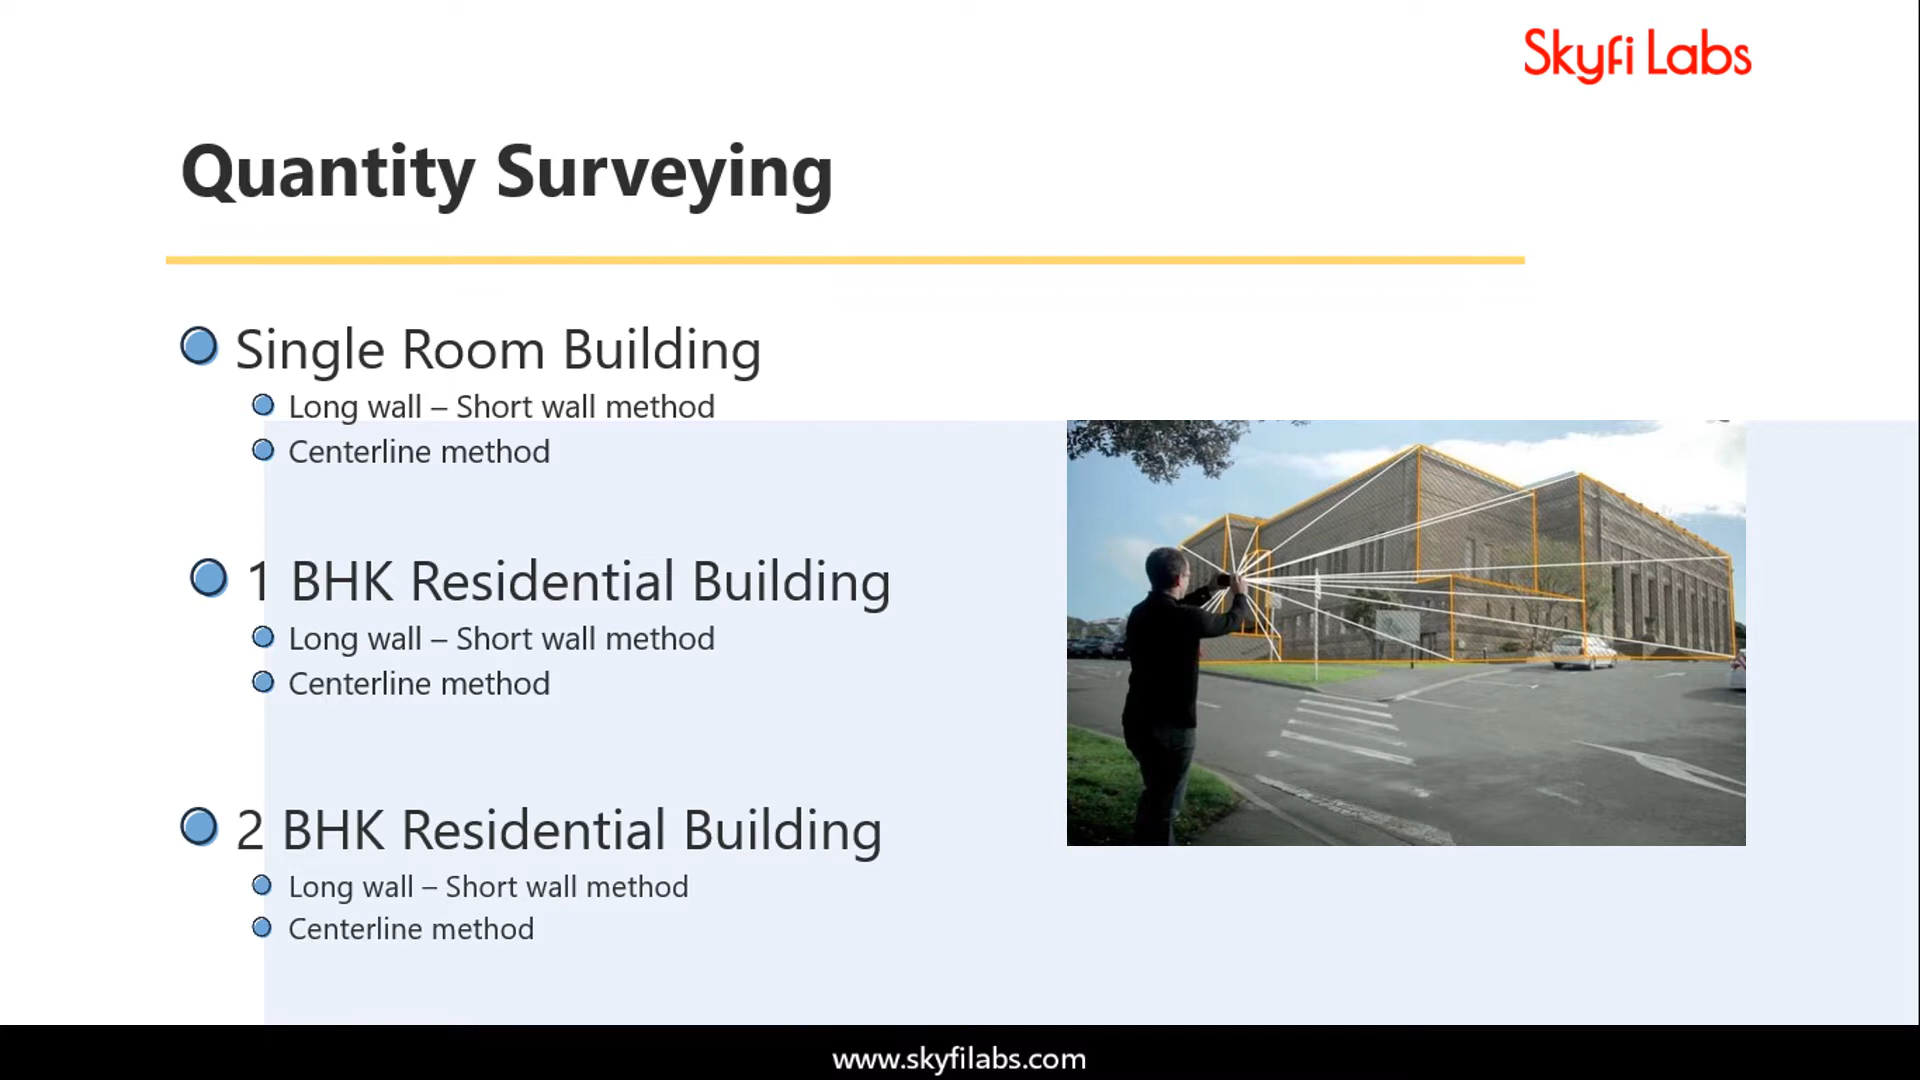 Skyfi Labs
Quantity Surveying
Single Room Building
Long wall – Short wall method
Centerline method
1 BHK Residential Building
Long wall – Short wall method
Centerline method
2 BHK Residential Building
Long wall – Short wall method
Centerline method
www.skyfilabs.com